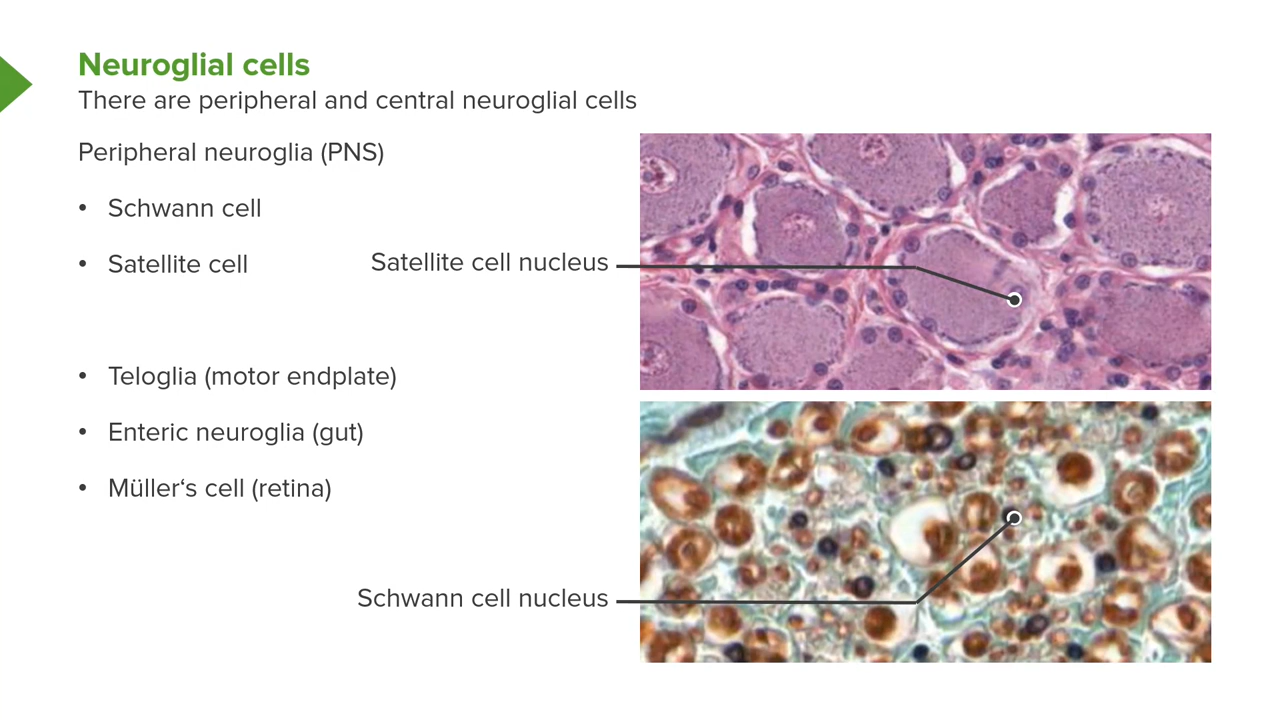 Neuroglial cells
There are peripheral and central neuroglial cells
Peripheral neuroglia (PNS)
• Schwann cell
• Satellite cell
Satellite cell nucleus
• Teloglia (motor endplate)
• Enteric neuroglia (gut)
• Müller‘s cell (retina)
Schwann cell nucleus